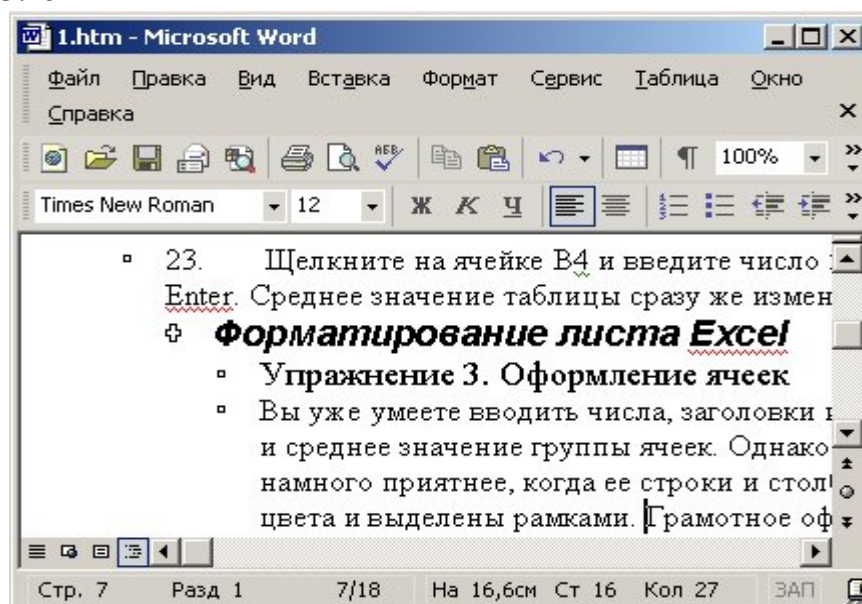 1.htm - Microsoft Word
Файл Правка Вид Вставка Формат Сервис Таблица Окно
Справка
100%
Times New Roman 12 Ж К Ч
23. Щелкните на ячейке B4 и введите число
Enter. Среднее значение таблицы сразу же измен
Форматирование листа Excel
Упражнение 3. Оформление ячеек
Вы уже умеете вводить числа, заголовки
и среднее значение группы ячеек. Однако
намного приятнее, когда ее строки и стол
цвета и выделены рамками. Грамотное оф
Стр. 7 Разд 1 7/18 На 16,6см Ст 16 Кол 27 ЗАП